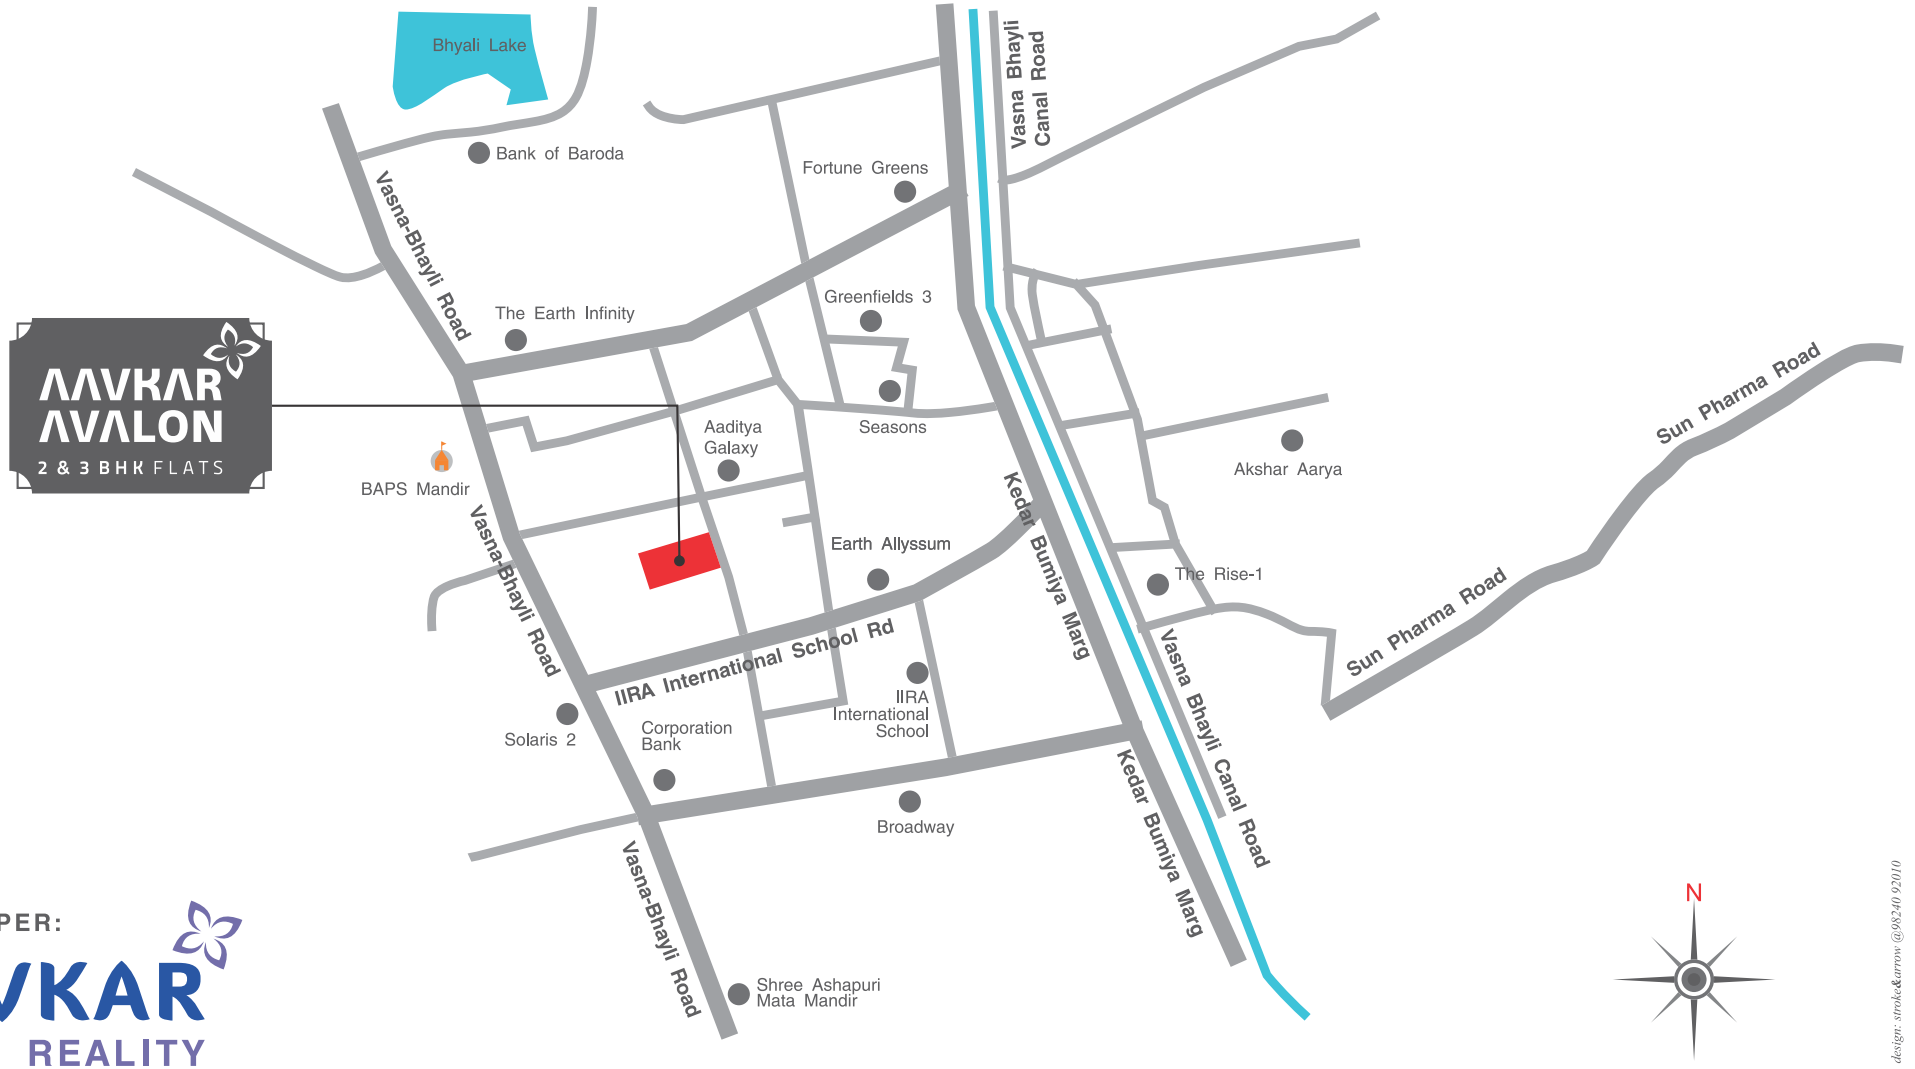 Bhyali Lake
Vasna Bhayli
Canal Road
Bank of Baroda
Fortune Greens
Vasna-Bhayli Road
The Earth Infinity
Greenfields 3
AAVKAR
AVALON
2 & 3 BHK FLATS
Sun Pharma Road
Aaditya
Galaxy
Seasons
Akshar Aarya
BAPS Mandir
Vasna-Bhayli Road
Kedar Bumiya Marg
Earth Allyssum
The Rise-1
Sun Pharma Road
IIRA International School Rd
Vasna Bhayli Canal Road
IIRA
International
School
Solaris 2
Corporation
Bank
Kedar Bumiya Marg
Broadway
Vasna-Bhayli Road
Shree Ashapuri
Mata Mandir
PER:
VKAR
REALITY
N
design: stroke&arrow @98240 92010